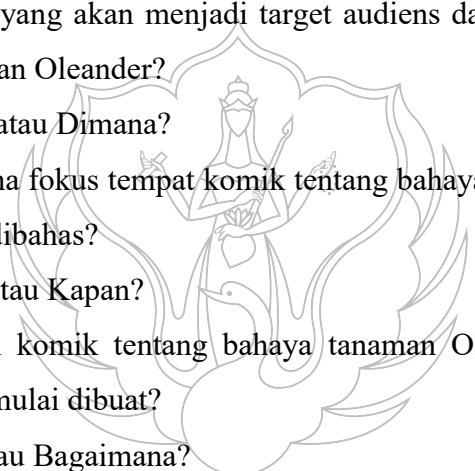 yang akan menjadi target audiens da
an Oleander?
atau Dimana?
na fokus tempat komik tentang bahaya
dibahas?
tau Kapan?
komik tentang bahaya tanaman O
mulai dibuat?
au Bagaimana?